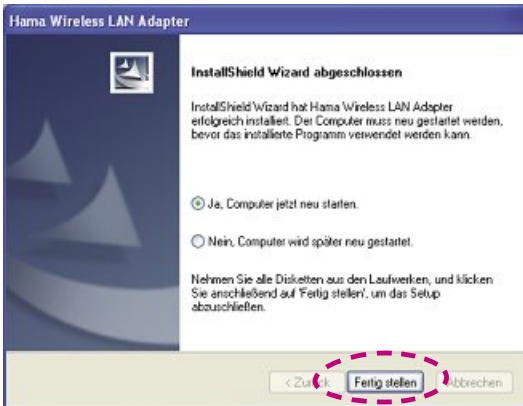 Hama Wireless LAN Adapter
InstallShield Wizard abgeschlossen
InstallShield Wizard hat Hama Wireless LAN Adapter
erfolgreich installiert. Der Computer muss neu gestartet werden,
bevor das installierte Programm verwendet werden kann.
Ja, Computer jetzt neu starten.
Nein, Computer wird später neu gestartet.
Nehmen Sie alle Disketten aus den Laufwerken, und klicken
Sie anschließend auf 'Fertig stellen', um das Setup
abzuschließen.
< Zurück Fertig stellen Abbrechen